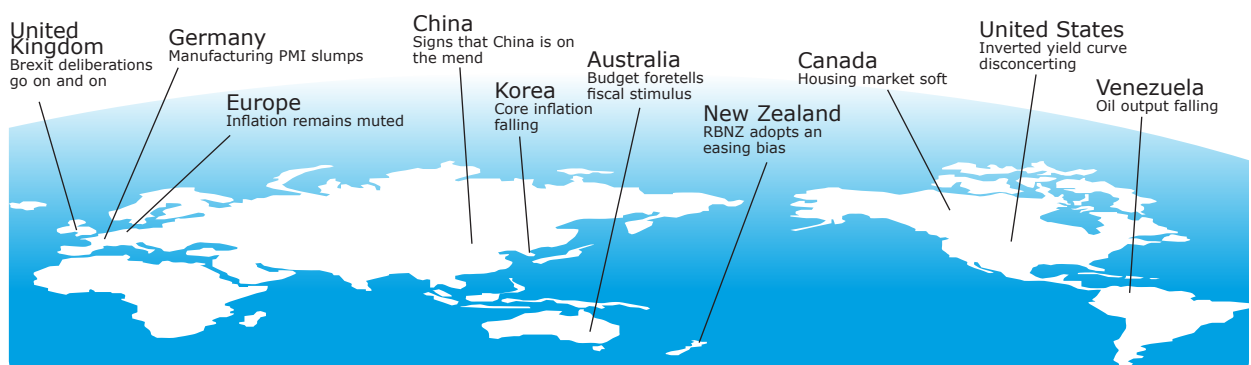 United
Kingdom
Brexit deliberations
go on and on
Germany
Manufacturing PMI slumps
Europe
Inflation remains muted
China
Signs that China is on
the mend
Korea
Core inflation
falling
Australia
Budget foretells
fiscal stimulus
New Zealand
RBNZ adopts an
easing bias
Canada
Housing market soft
United States
Inverted yield curve
disconcerting
Venezuela
Oil output falling